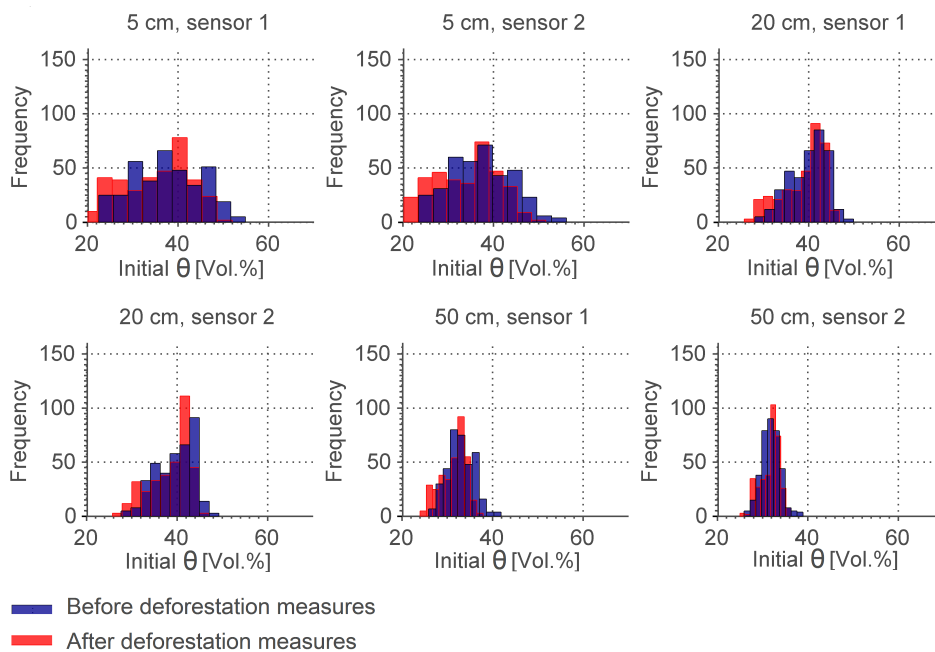 5 cm, sensor 1
5 cm, sensor 2
20 cm, sensor 1
Frequency
150
100
50
0
20
40
60
Initial θ [Vol.%]
Frequency
150
100
50
0
20
40
60
Initial θ [Vol.%]
Frequency
150
100
50
0
20
40
60
Initial θ [Vol.%]
20 cm, sensor 2
50 cm, sensor 1
50 cm, sensor 2
Frequency
150
100
50
0
20
40
60
Initial θ [Vol.%]
Frequency
150
100
50
0
20
40
60
Initial θ [Vol.%]
Frequency
150
100
50
0
20
40
60
Initial θ [Vol.%]
Before deforestation measures
After deforestation measures